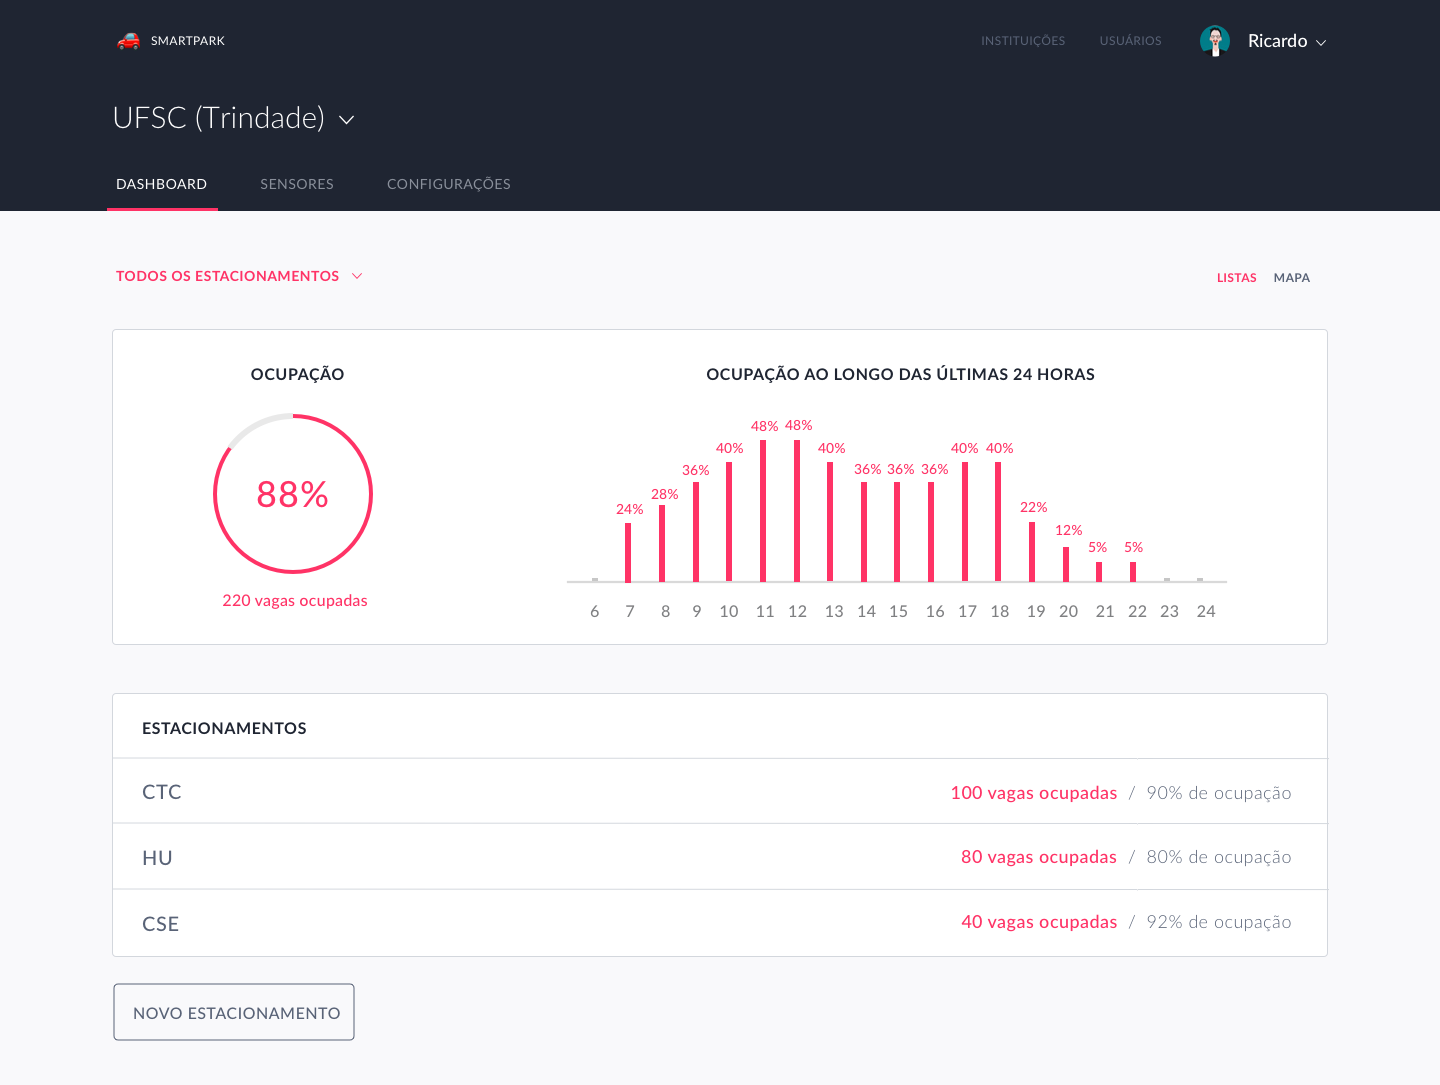 SMARTPARK
INSTITUIÇÕES USUÁRIOS Ricardo
UFSC (Trindade)
DASHBOARD SENSORES CONFIGURAÇÕES
TODOS OS ESTACIONAMENTOS
LISTAS MAPA
OCUPAÇÃO
88%
220 vagas ocupadas
OCUPAÇÃO AO LONGO DAS ÚLTIMAS 24 HORAS
24% 28% 36% 40% 48% 48% 40% 36% 36% 36% 40% 40% 22% 12% 5% 5%
6 7 8 9 10 11 12 13 14 15 16 17 18 19 20 21 22 23 24
ESTACIONAMENTOS
CTC 100 vagas ocupadas / 90% de ocupação
HU 80 vagas ocupadas / 80% de ocupação
CSE 40 vagas ocupadas / 92% de ocupação
NOVO ESTACIONAMENTO